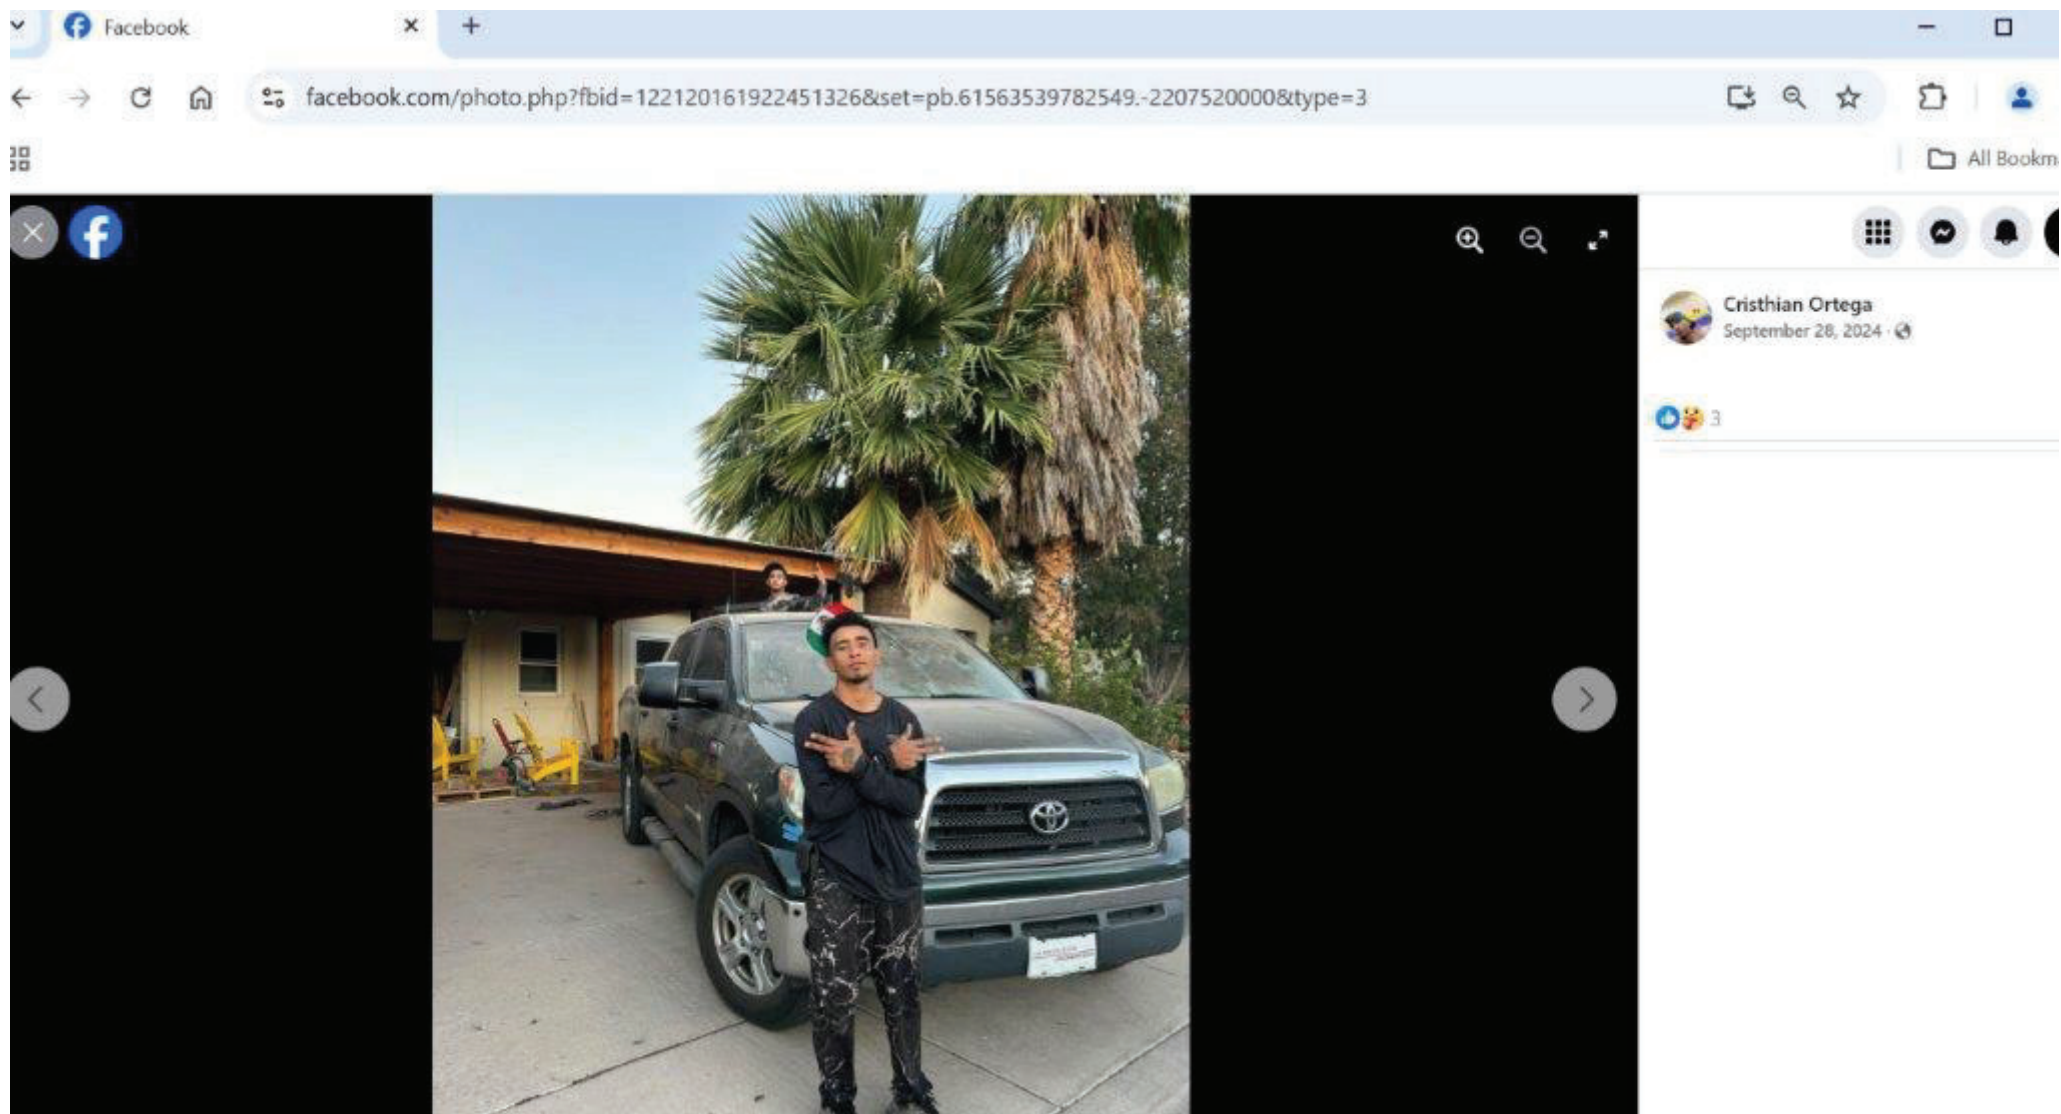 Facebook
facebook.com/photo.php?fbid=122120161922451326&set=pb.61563539782549.-2207520000&type=3
All Bookm
Cristhian Ortega
September 28, 2024
3